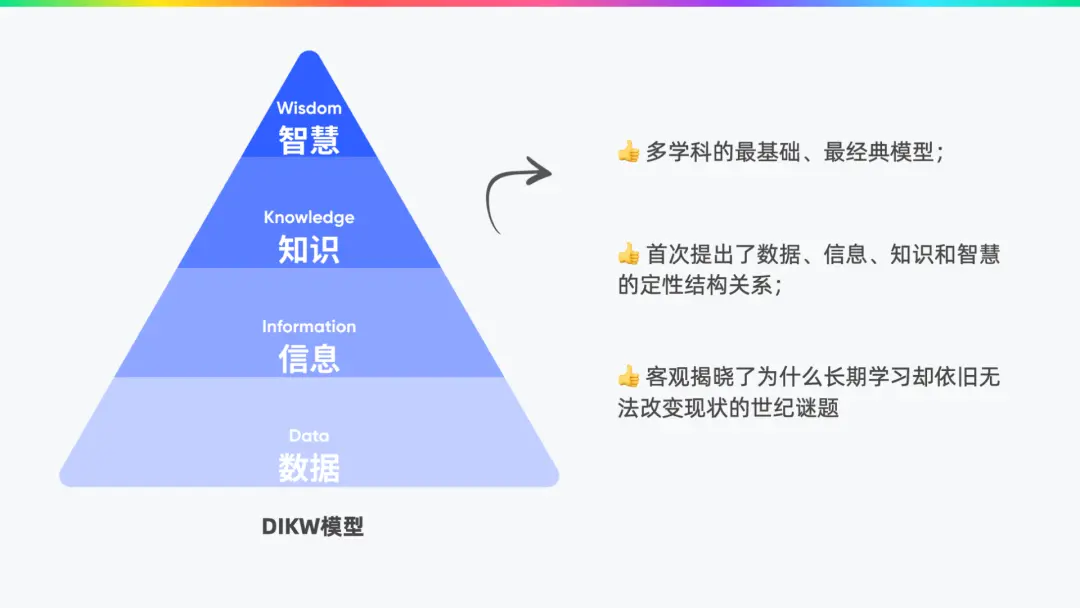 Wisdom
智慧
Knowledge
知识
Information
信息
Data
数据
DIKW模型
👍 多学科的最基础、最经典模型；
👍 首次提出了数据、信息、知识和智慧
的定性结构关系；
👍 客观揭晓了为什么长期学习却依旧无
法改变现状的世纪谜题